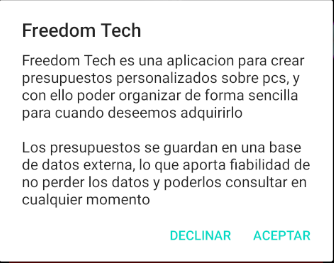 Freedom Tech
Freedom Tech es una aplicacion para crear
presupuestos personalizados sobre pcs, y
con ello poder organizar de forma sencilla
para cuando deseemos adquirirlo
Los presupuestos se guardan en una base
de datos externa, lo que aporta fiabilidad de
no perder los datos y poderlos consultar en
cualquier momento
DECLINAR ACEPTAR